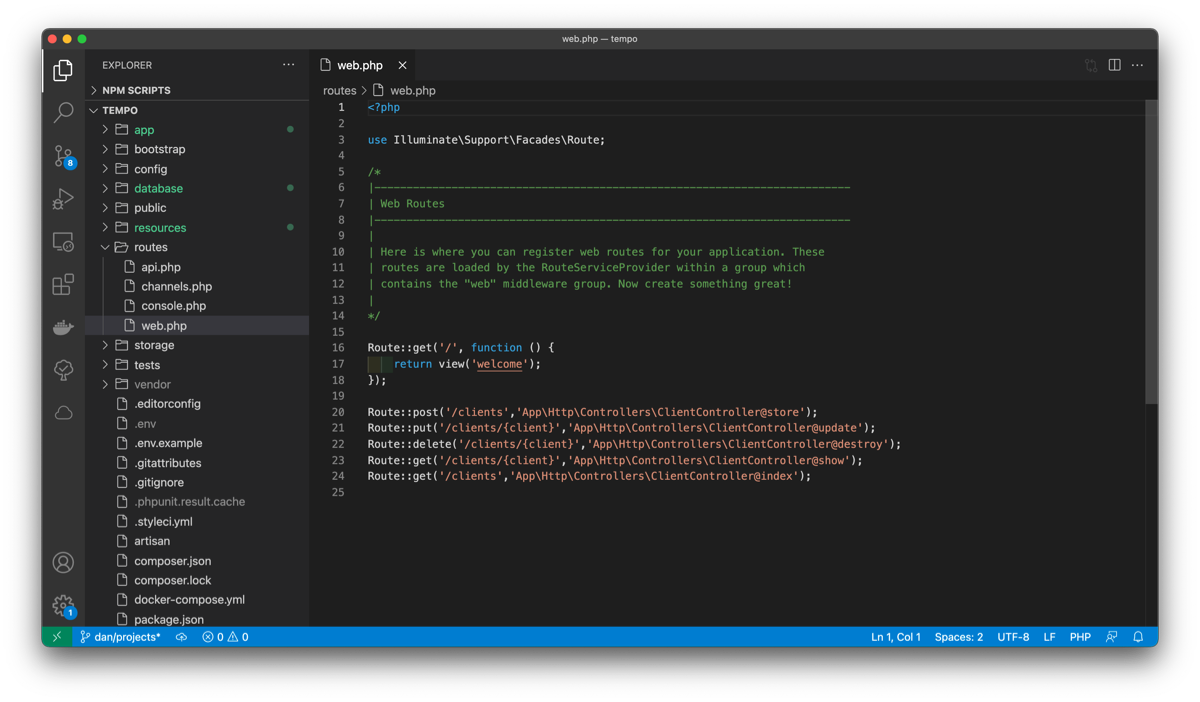 web.php — tempo
EXPLORER
NPM SCRIPTS
TEMPO
app
bootstrap
config
database
public
resources
routes
api.php
channels.php
console.php
web.php
storage
tests
vendor
.editorconfig
.env
.env.example
.gitattributes
.gitignore
.phpunit.result.cache
.styleci.yml
artisan
composer.json
composer.lock
docker-compose.yml
package.json
8
1
web.php
routes > web.php
1 <?php
2
3 use Illuminate\Support\Facades\Route;
4
5 /*
6 |--------------------------------------------------------------------------
7 | Web Routes
8 |--------------------------------------------------------------------------
9 |
10 | Here is where you can register web routes for your application. These
11 | routes are loaded by the RouteServiceProvider within a group which
12 | contains the "web" middleware group. Now create something great!
13 |
14 */
15
16 Route::get('/', function () {
17     return view('welcome');
18 });
19
20 Route::post('/clients','App\Http\Controllers\ClientController@store');
21 Route::put('/clients/{client}','App\Http\Controllers\ClientController@update');
22 Route::delete('/clients/{client}','App\Http\Controllers\ClientController@destroy');
23 Route::get('/clients/{client}','App\Http\Controllers\ClientController@show');
24 Route::get('/clients','App\Http\Controllers\ClientController@index');
25
dan/projects* 0 0 Ln 1, Col 1 Spaces: 2 UTF-8 LF PHP